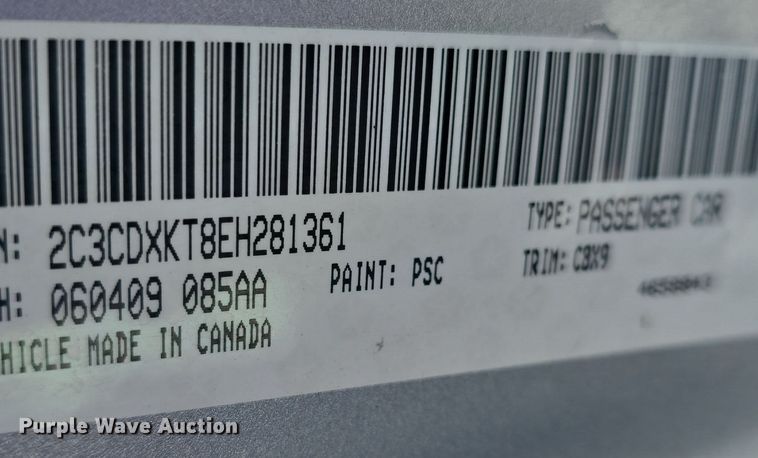 N: 2C3CDXKT8EH281361
TYPE: PASSENGER CAR
H: 060409 085AA
PAINT: PSC
TRIM: CBX9
HICLE MADE IN CANADA
Purple Wave Auction